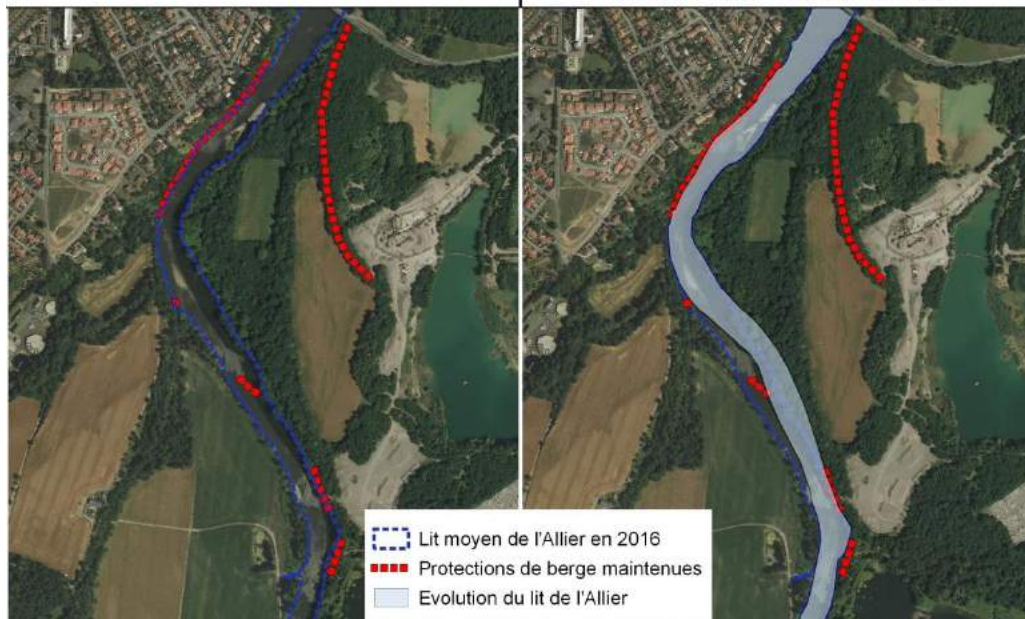 Lit moyen de l'Allier en 2016
Protections de berge maintenues
Evolution du lit de l'Allier